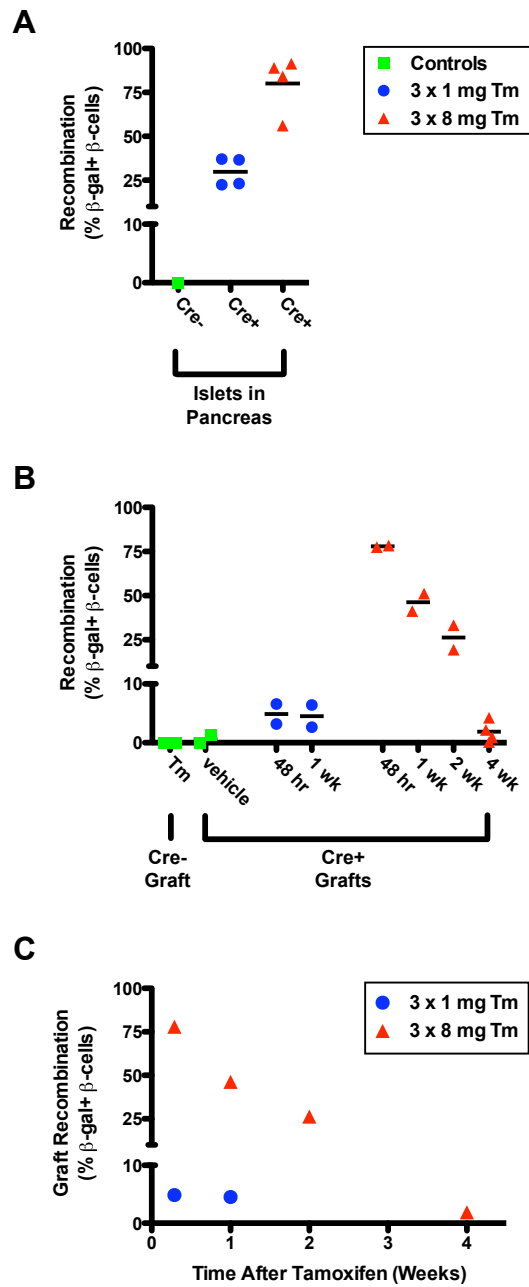 A
Recombination
(% β-gal+ β-cells)
100
75
50
25
10
0
Cre-
Cre+
Cre+
Islets in
Pancreas
Controls
3 x 1 mg Tm
3 x 8 mg Tm
B
Recombination
(% β-gal+ β-cells)
100
75
50
25
10
0
Tm
vehicle
48 hr
1 wk
48 hr
1 wk
2 wk
4 wk
Cre-
Graft
Cre+
Grafts
C
Graft Recombination
(% β-gal+ β-cells)
100
75
50
25
10
0
0
1
2
3
4
Time After Tamoxifen (Weeks)
3 x 1 mg Tm
3 x 8 mg Tm